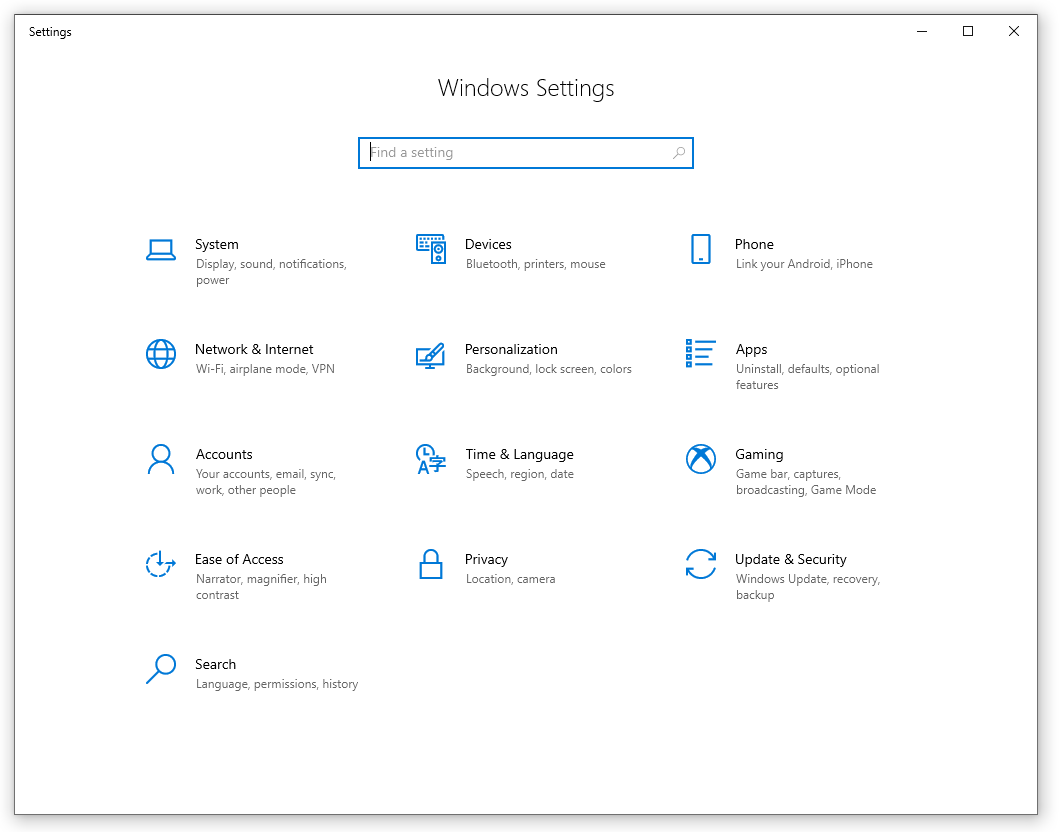 Settings
Windows Settings
Find a setting
System
Display, sound, notifications,
power
Devices
Bluetooth, printers, mouse
Phone
Link your Android, iPhone
Network & Internet
Wi-Fi, airplane mode, VPN
Personalization
Background, lock screen, colors
Apps
Uninstall, defaults, optional
features
Accounts
Your accounts, email, sync,
work, other people
A字
Time & Language
Speech, region, date
Gaming
Game bar, captures,
broadcasting, Game Mode
Ease of Access
Narrator, magnifier, high
contrast
Privacy
Location, camera
Update & Security
Windows Update, recovery,
backup
Search
Language, permissions, history